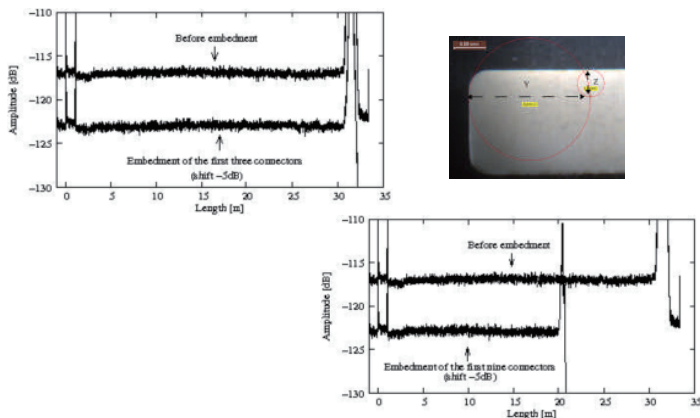 -110
-115
-120
-125
-130
Amplitude [dB]
Before embedment
Embedment of the first three connectors
(shift -5dB)
0 5 10 15 20 25 30 35
Length [m]
Y
Z
-110
-115
-120
-125
-130
Amplitude [dB]
Before embedment
Embedment of the first nine connectors
(shift -5dB)
0 5 10 15 20 25 30 35
Length [m]